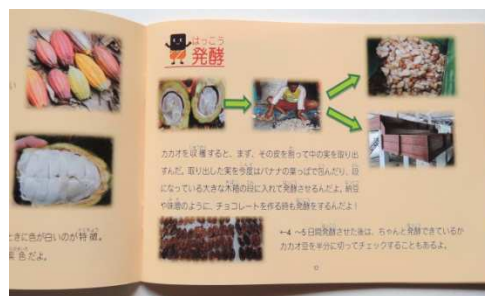 い
ときに色が白いのが特徴。
色だよ。
はっこう
発酵
カカオを収穫すると、まず、その皮を割って中の実を取り出
すんだ。取り出した実を今度はバナナの葉っぱで包んだり、段
になっている大きな木箱の中に入れて発酵させるんだよ。納豆
や味噌のように、チョコレートを作る時も発酵をするんだよ！
←4 〜5日間発酵させた後は、ちゃんと発酵できているか
カカオ豆を半分に切ってチェックすることもあるよ。